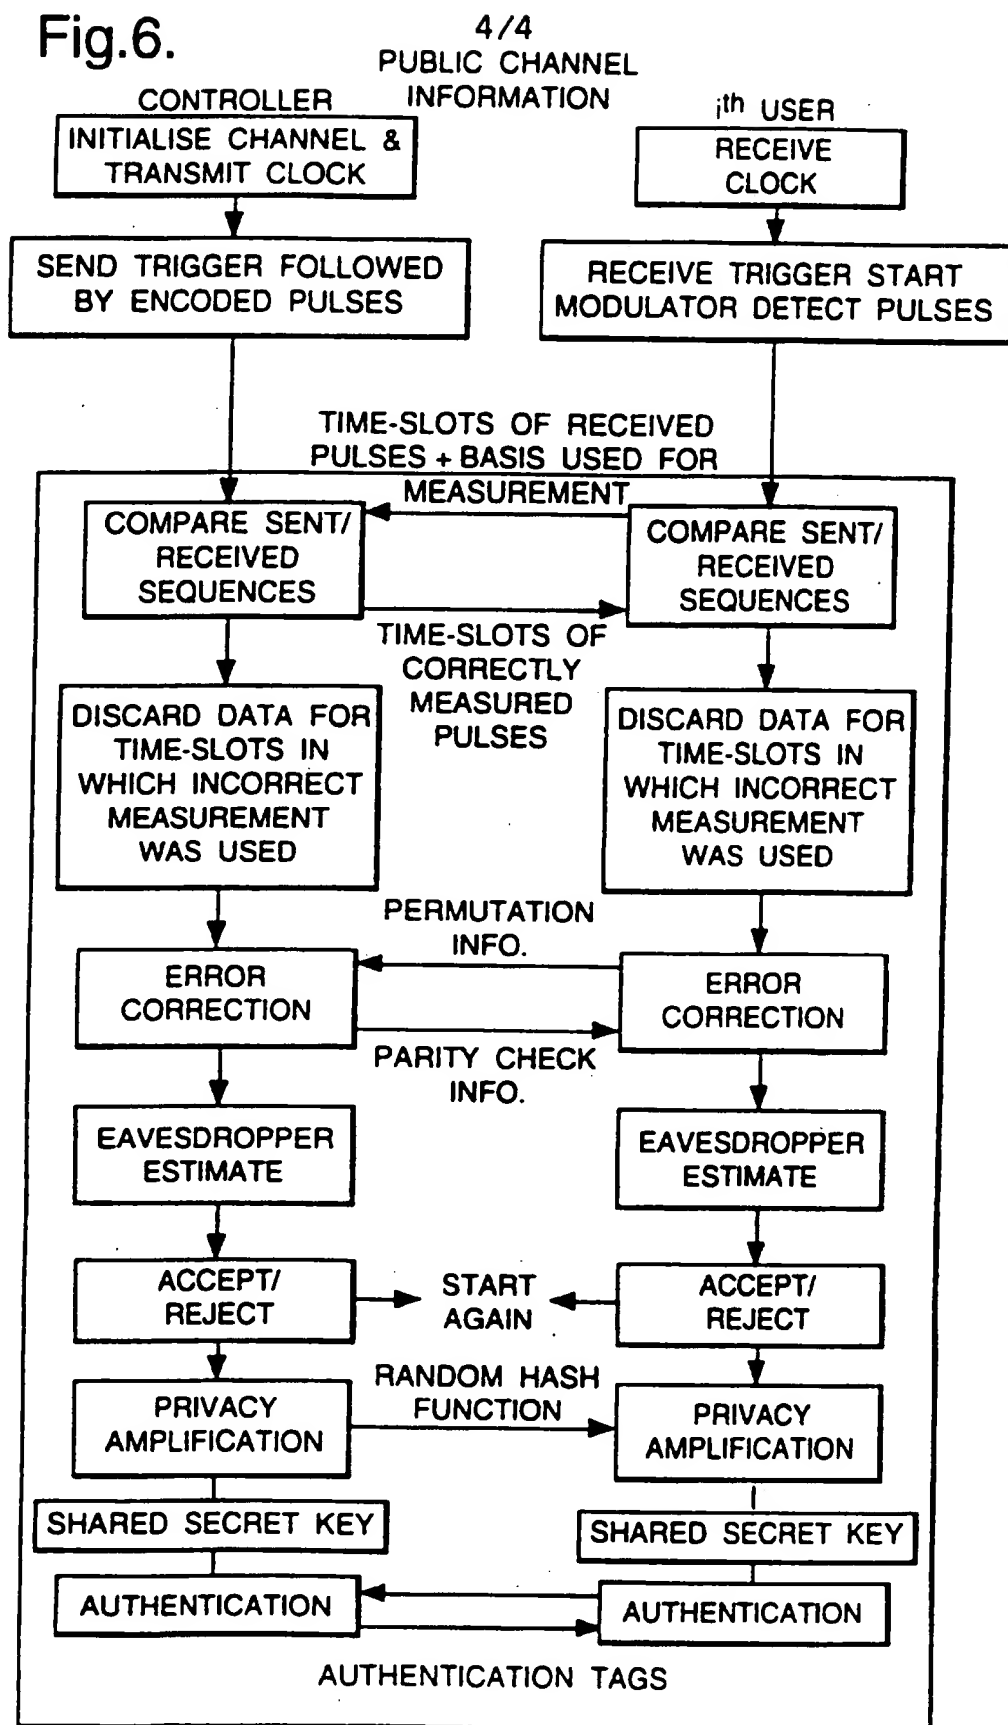 Fig.6.
4/4
PUBLIC CHANNEL
INFORMATION
CONTROLLER
INITIALISE CHANNEL &
TRANSMIT CLOCK
ith USER
RECEIVE
CLOCK
SEND TRIGGER FOLLOWED
BY ENCODED PULSES
RECEIVE TRIGGER START
MODULATOR DETECT PULSES
TIME-SLOTS OF RECEIVED
PULSES + BASIS USED FOR
MEASUREMENT
COMPARE SENT/
RECEIVED
SEQUENCES
COMPARE SENT/
RECEIVED
SEQUENCES
TIME-SLOTS OF
CORRECTLY
MEASURED
PULSES
DISCARD DATA FOR
TIME-SLOTS IN
WHICH INCORRECT
MEASUREMENT
WAS USED
DISCARD DATA FOR
TIME-SLOTS IN
WHICH INCORRECT
MEASUREMENT
WAS USED
PERMUTATION
INFO.
ERROR
CORRECTION
ERROR
CORRECTION
PARITY CHECK
INFO.
EAVESDROPPER
ESTIMATE
EAVESDROPPER
ESTIMATE
ACCEPT/
REJECT
START
AGAIN
ACCEPT/
REJECT
RANDOM HASH
FUNCTION
PRIVACY
AMPLIFICATION
PRIVACY
AMPLIFICATION
SHARED SECRET KEY
SHARED SECRET KEY
AUTHENTICATION
AUTHENTICATION
AUTHENTICATION TAGS